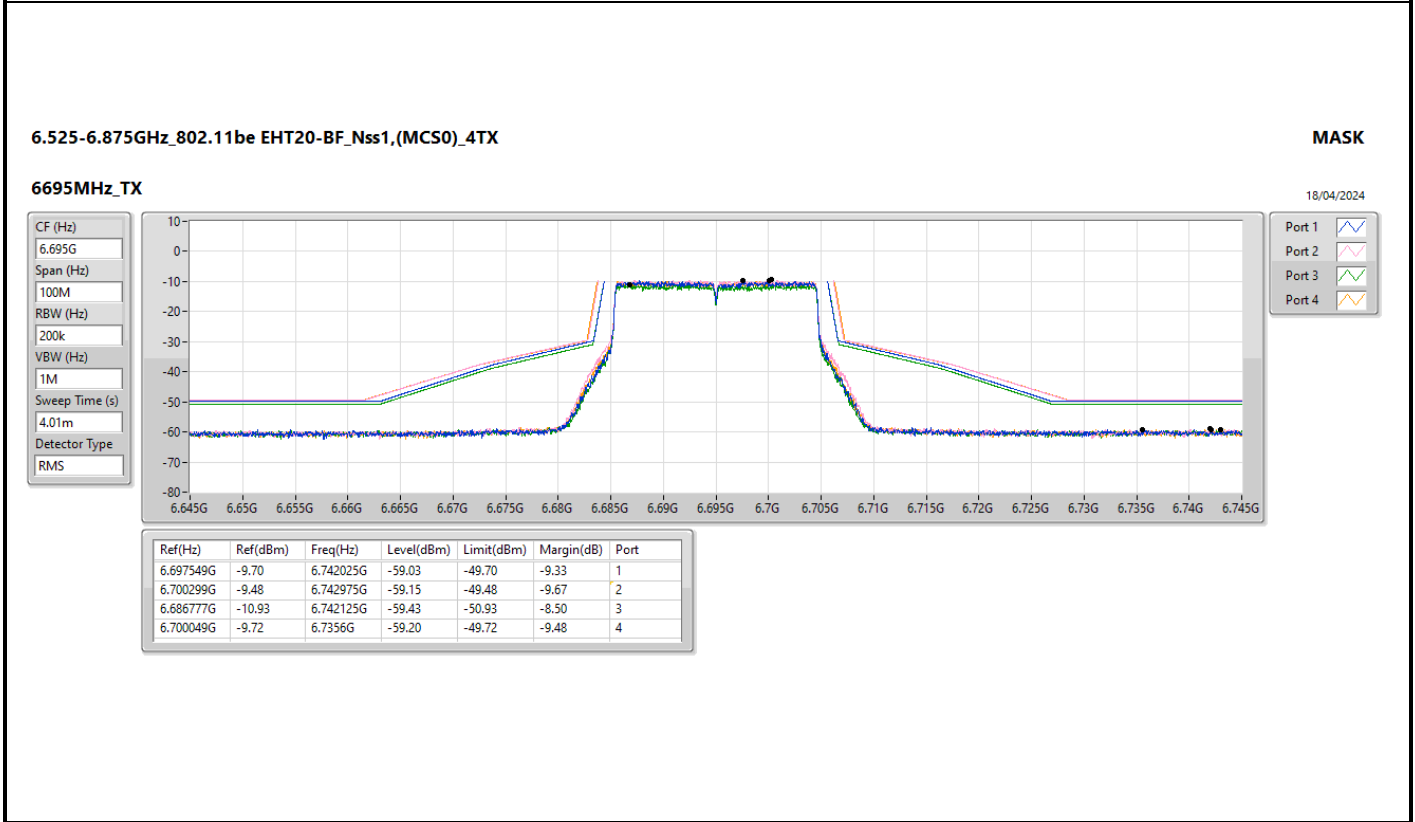 6.525-6.875GHz_802.11be EHT20-BF_Nss1,(MCS0)_4TX
MASK
6695MHz_TX
18/04/2024
CF (Hz)
6.695G
Span (Hz)
100M
RBW (Hz)
200k
VBW (Hz)
1M
Sweep Time (s)
4.01m
Detector Type
RMS
10
0
-10
-20
-30
-40
-50
-60
-70
-80
6.645G 6.65G 6.655G 6.66G 6.665G 6.67G 6.675G 6.68G 6.685G 6.69G 6.695G 6.7G 6.705G 6.71G 6.715G 6.72G 6.725G 6.73G 6.735G 6.74G 6.745G
Port 1
Port 2
Port 3
Port 4
Ref(Hz) Ref(dBm) Freq(Hz) Level(dBm) Limit(dBm) Margin(dB) Port
6.697549G -9.70 6.742025G -59.03 -49.70 -9.33 1
6.700299G -9.48 6.742975G -59.15 -49.48 -9.67 2
6.686777G -10.93 6.742125G -59.43 -50.93 -8.50 3
6.700049G -9.72 6.7356G -59.20 -49.72 -9.48 4